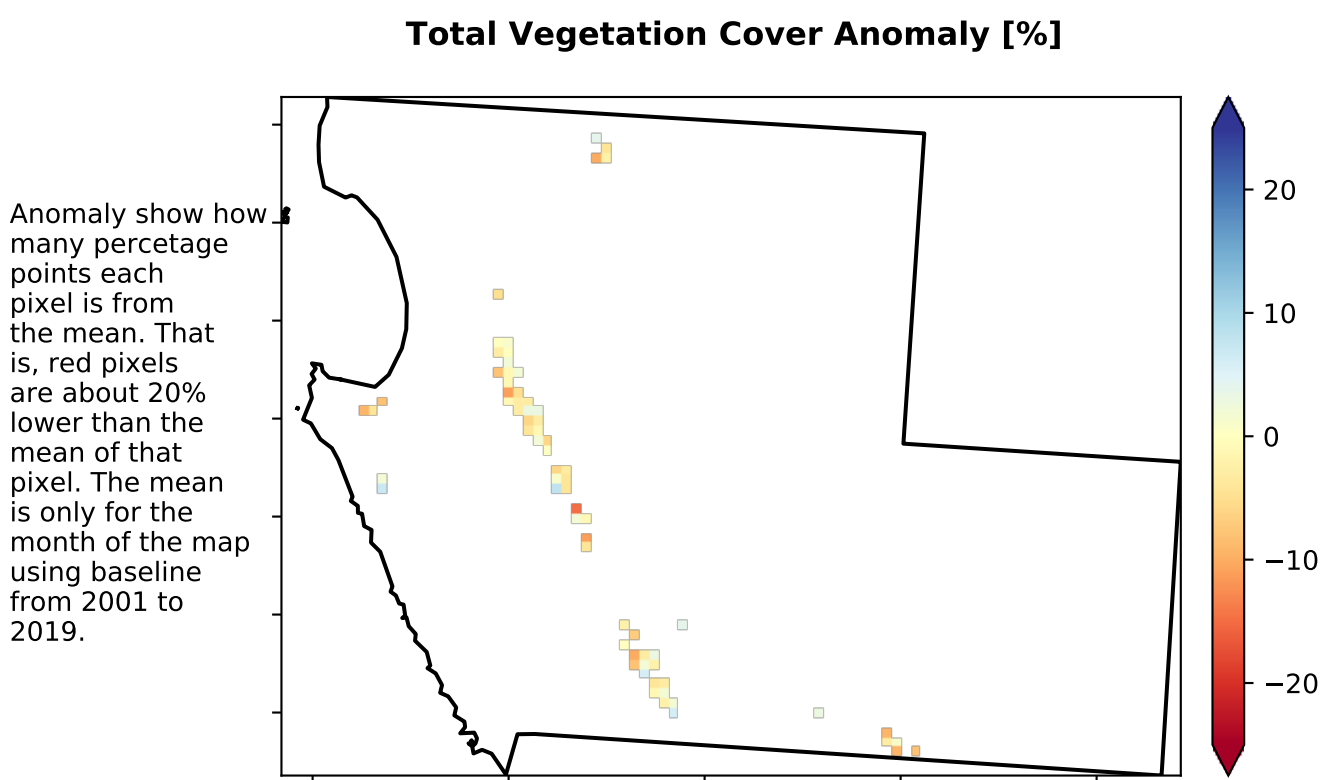 Total Vegetation Cover Anomaly [%]
Anomaly show how
many percetage
points each
pixel is from
the mean. That
is, red pixels
are about 20%
lower than the
mean of that
pixel. The mean
is only for the
month of the map
using baseline
from 2001 to
2019.
20
10
0
−10
−20